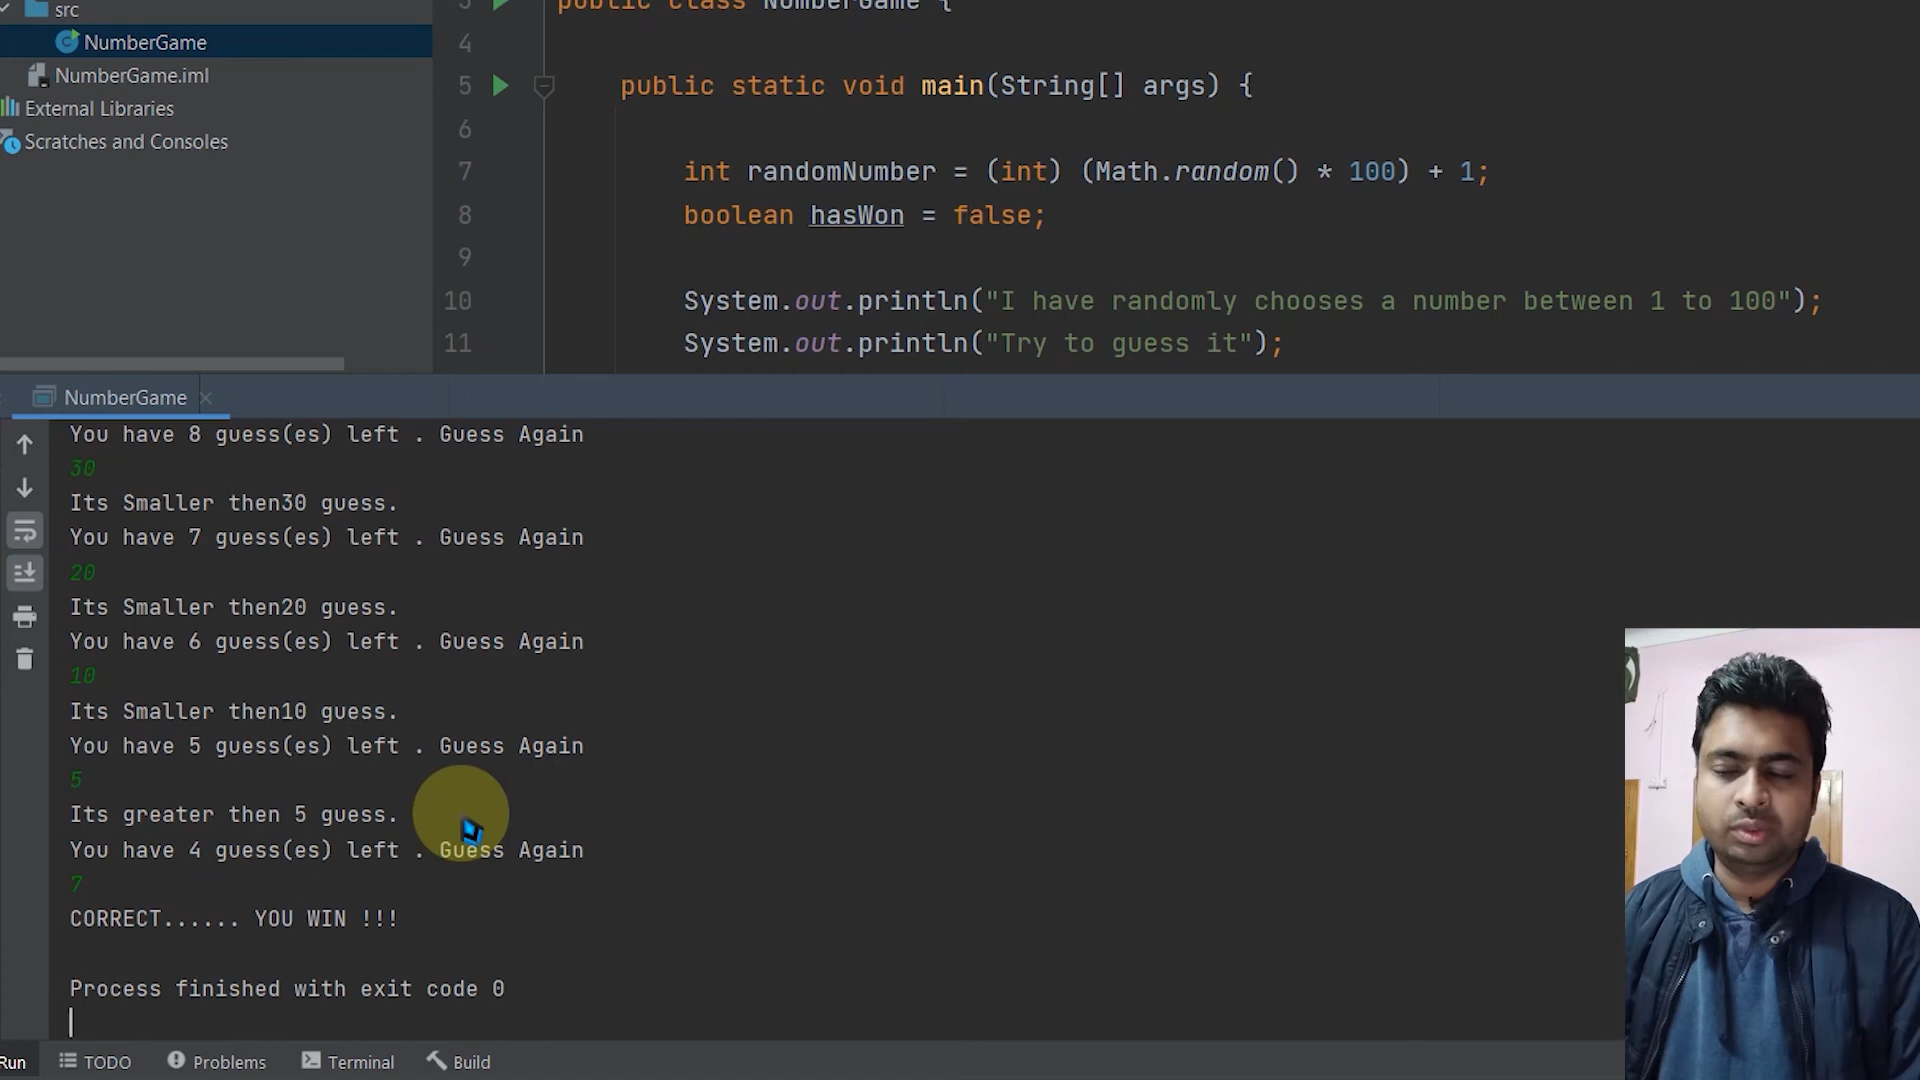 src
NumberGame
NumberGame.iml
External Libraries
Scratches and Consoles
3 public class NumberGame {
4
5 public static void main(String[] args) {
6
7 int randomNumber = (int) (Math.random() * 100) + 1;
8 boolean hasWon = false;
9
10 System.out.println("I have randomly chooses a number between 1 to 100");
11 System.out.println("Try to guess it");
NumberGame
You have 8 guess(es) left . Guess Again
30
Its Smaller then30 guess.
You have 7 guess(es) left . Guess Again
20
Its Smaller then20 guess.
You have 6 guess(es) left . Guess Again
10
Its Smaller then10 guess.
You have 5 guess(es) left . Guess Again
5
Its greater then 5 guess.
You have 4 guess(es) left . Guess Again
7
CORRECT...... YOU WIN !!!
Process finished with exit code 0
Run TODO Problems Terminal Build